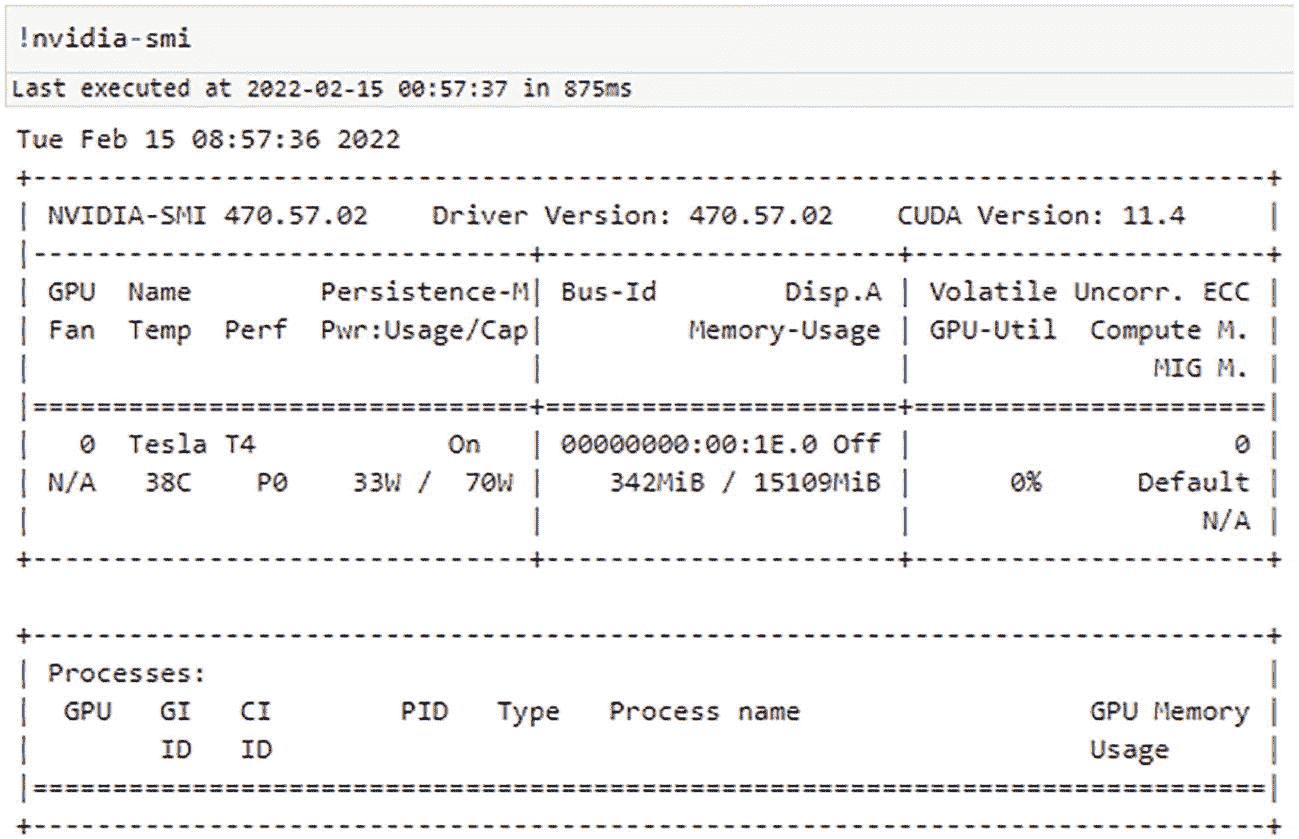 !nvidia-smi
Last executed at 2022-02-15 00:57:37 in 875ms
Tue Feb 15 08:57:36 2022
+-----------------------------------------------------------------------------+
| NVIDIA-SMI 470.57.02    Driver Version: 470.57.02    CUDA Version: 11.4     |
|-------------------------------+----------------------+----------------------+
| GPU  Name        Persistence-M| Bus-Id        Disp.A | Volatile Uncorr. ECC |
| Fan  Temp  Perf  Pwr:Usage/Cap|         Memory-Usage | GPU-Util  Compute M. |
|                               |                      |               MIG M. |
|===============================+======================+======================|
|   0  Tesla T4            On   | 00000000:00:1E.0 Off |                    0 |
| N/A   38C    P0    33W /  70W |    342MiB / 15109MiB |      0%      Default |
|                               |                      |                  N/A |
+-------------------------------+----------------------+----------------------+
+-----------------------------------------------------------------------------+
| Processes:                                                                  |
|  GPU   GI   CI        PID   Type   Process name                  GPU Memory |
|        ID   ID                                                   Usage      |
|=============================================================================|
+-----------------------------------------------------------------------------+